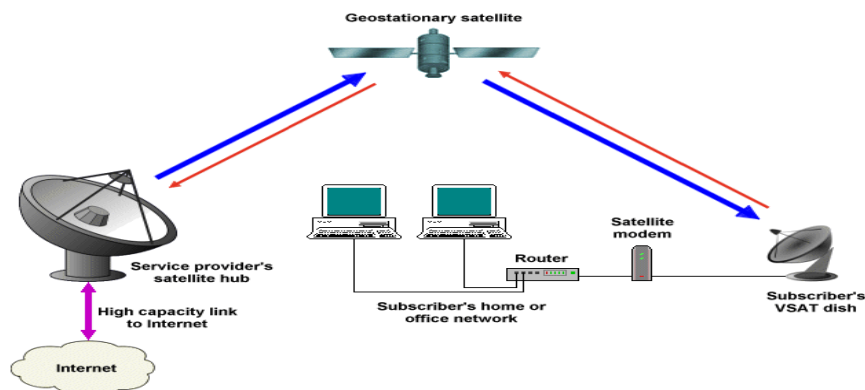 Geostationary satellite
Satellite
modem
Router
Service provider's
satellite hub
Subscriber's
VSAT dish
High capacity link
to Internet
Subscriber's home or
office network
Internet